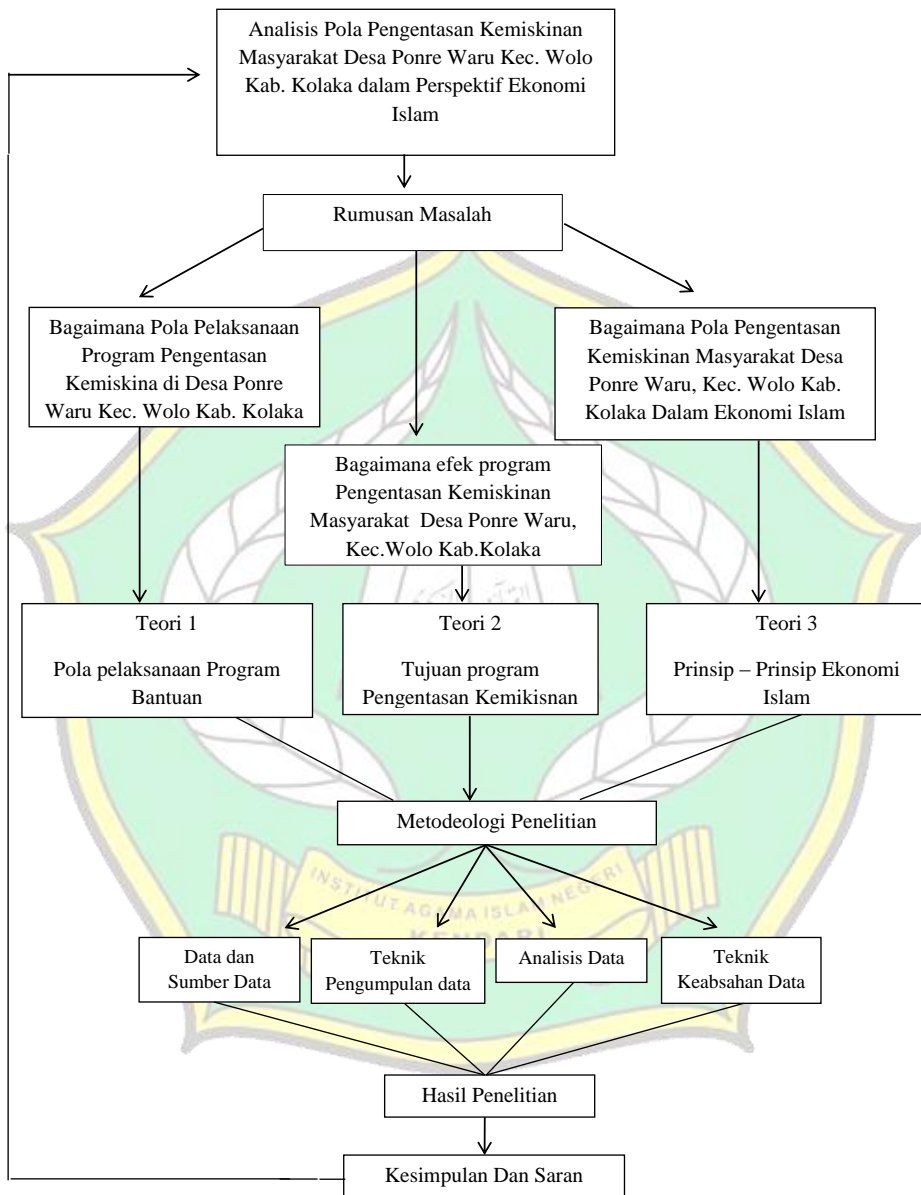 Analisis Pola Pengentasan Kemiskinan
Masyarakat Desa Ponre Waru Kec. Wolo
Kab. Kolaka dalam Perspektif Ekonomi
Islam
Rumusan Masalah
Bagaimana Pola Pelaksanaan
Program Pengentasan
Kemiskina di Desa Ponre
Waru Kec. Wolo Kab. Kolaka
Bagaimana Pola Pengentasan
Kemiskinan Masyarakat Desa
Ponre Waru, Kec. Wolo Kab.
Kolaka Dalam Ekonomi Islam
Bagaimana efek program
Pengentasan Kemiskinan
Masyarakat Desa Ponre Waru,
Kec.Wolo Kab.Kolaka
Teori 1
Pola pelaksanaan Program
Bantuan
Teori 2
Tujuan program
Pengentasan Kemikisnan
Teori 3
Prinsip – Prinsip Ekonomi
Islam
Metodeologi Penelitian
INSTITUT AGAMA ISLAM NEGERI
KENDARI
Data dan
Sumber Data
Teknik
Pengumpulan data
Analisis Data
Teknik
Keabsahan Data
Hasil Penelitian
Kesimpulan Dan Saran